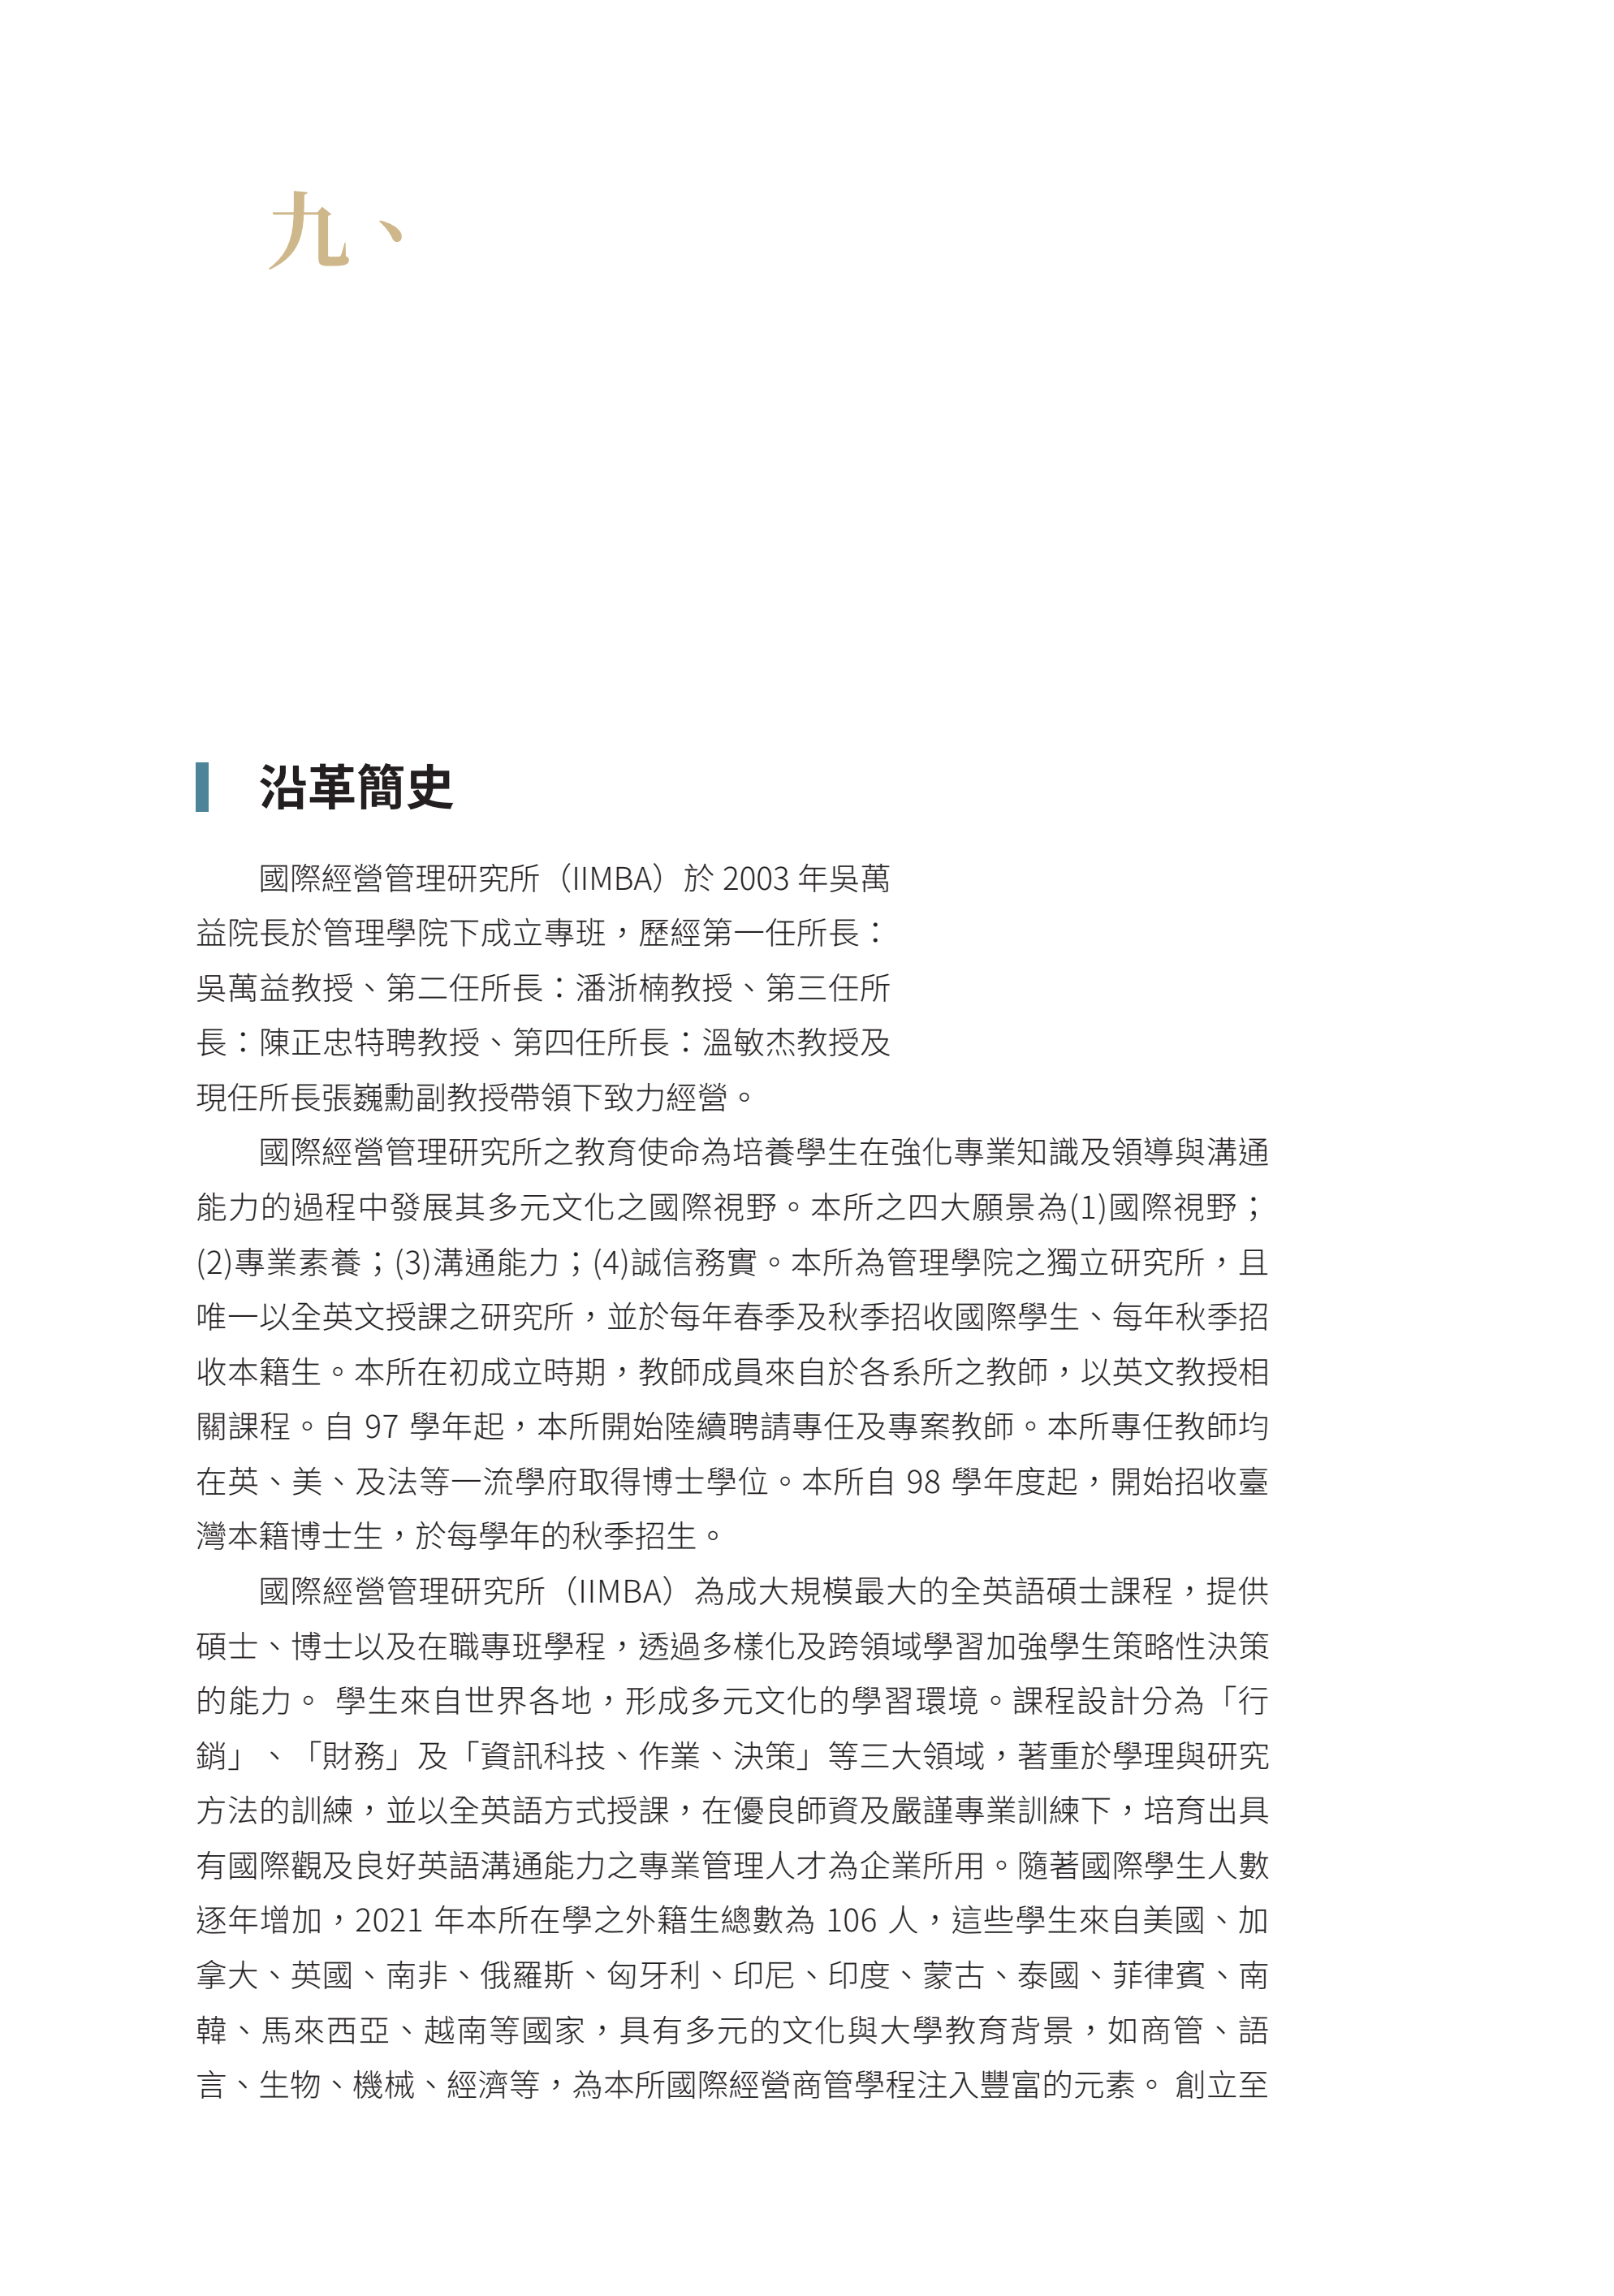 九、
沿革簡史
國際經營管理研究所（IIMBA）於 2003 年吳萬
益院長於管理學院下成立專班，歷經第一任所長：
吳萬益教授、第二任所長：潘浙楠教授、第三任所
長：陳正忠特聘教授、第四任所長：溫敏杰教授及
現任所長張巍勳副教授帶領下致力經營。
國際經營管理研究所之教育使命為培養學生在強化專業知識及領導與溝通
能力的過程中發展其多元文化之國際視野。本所之四大願景為(1)國際視野；
(2)專業素養；(3)溝通能力；(4)誠信務實。本所為管理學院之獨立研究所，且
唯一以全英文授課之研究所，並於每年春季及秋季招收國際學生、每年秋季招
收本籍生。本所在初成立時期，教師成員來自於各系所之教師，以英文教授相
關課程。自 97 學年起，本所開始陸續聘請專任及專案教師。本所專任教師均
在英、美、及法等一流學府取得博士學位。本所自 98 學年度起，開始招收臺
灣本籍博士生，於每學年的秋季招生。
國際經營管理研究所（IIMBA）為成大規模最大的全英語碩士課程，提供
碩士、博士以及在職專班學程，透過多樣化及跨領域學習加強學生策略性決策
的能力。 學生來自世界各地，形成多元文化的學習環境。課程設計分為「行
銷」、「財務」及「資訊科技、作業、決策」等三大領域，著重於學理與研究
方法的訓練，並以全英語方式授課，在優良師資及嚴謹專業訓練下，培育出具
有國際觀及良好英語溝通能力之專業管理人才為企業所用。隨著國際學生人數
逐年增加，2021 年本所在學之外籍生總數為 106 人，這些學生來自美國、加
拿大、英國、南非、俄羅斯、匈牙利、印尼、印度、蒙古、泰國、菲律賓、南
韓、馬來西亞、越南等國家，具有多元的文化與大學教育背景，如商管、語
言、生物、機械、經濟等，為本所國際經營商管學程注入豐富的元素。 創立至